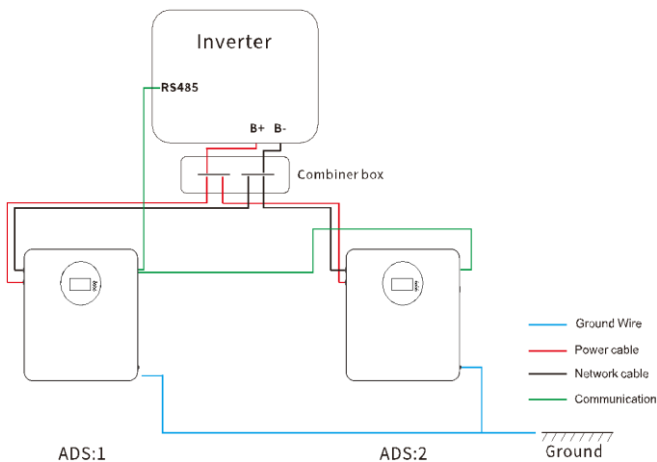 Inverter
RS485
B+ B-
Combiner box
Ground Wire
Power cable
Network cable
Communication
ADS:1
ADS:2
Ground